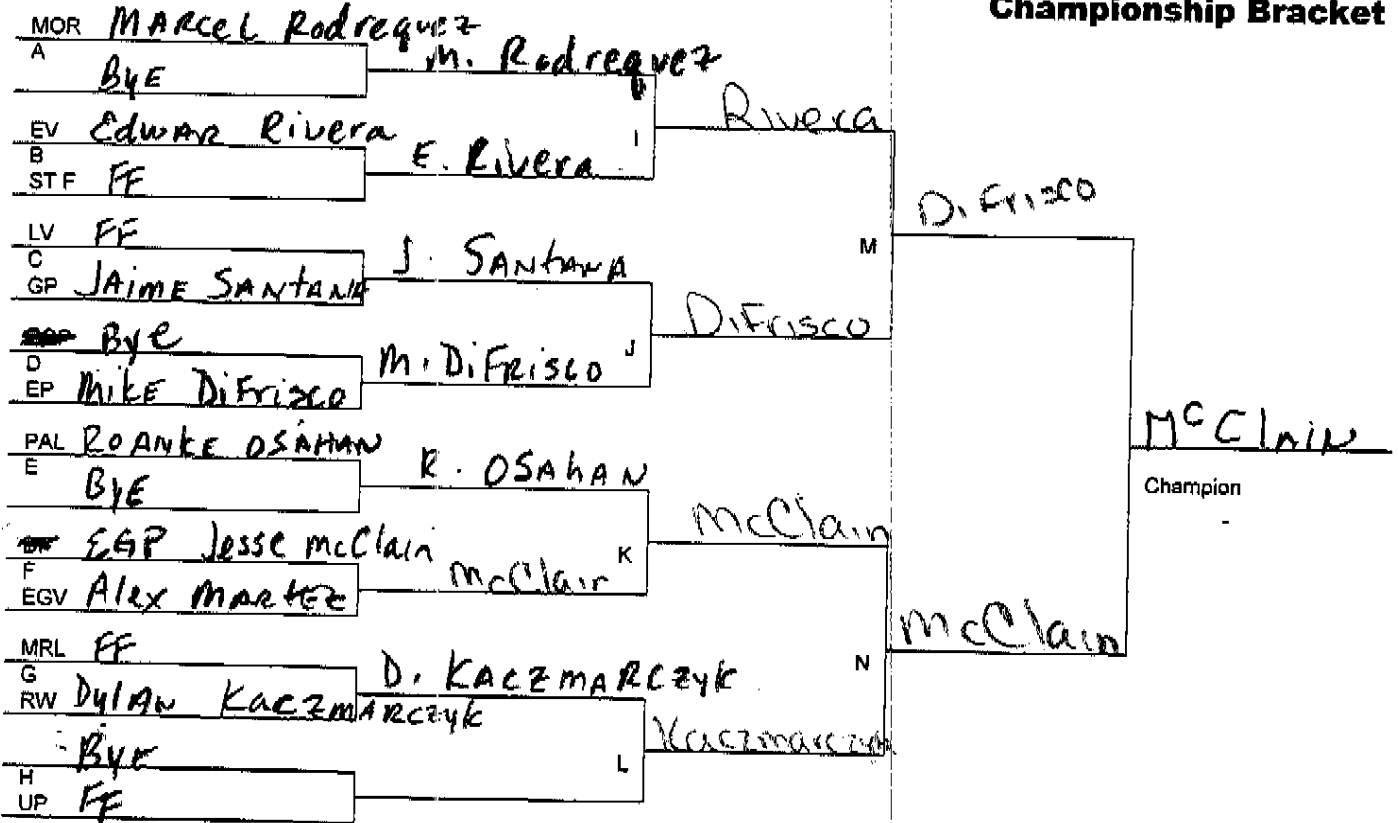 Championship Bracket
MOR MARCEL Rodrequez
A
ByE
M. Rodrequez
EV Edwar Rivera
B
ST F FF
E. Rivera
I
Rivera
LV FF
C
GP JAimE SANtANA
J. SANtANA
Bye
D
EP MikE DiFrisco
M. DiFRisco
J
DiFrisco
M
DiFrisco
PAL ROANKE OSAHAN
E
ByE
R. OSAhAN
EGP Jesse mcClain
F
EGV Alex MARtEZ
McClain
K
McClain
MRL FF
G
RW DylAN KaczmARczyk
D. KAczmARczyk
ByE
H
UP FF
L
Kaczmarczyk
N
McClain
McClAiN
Champion